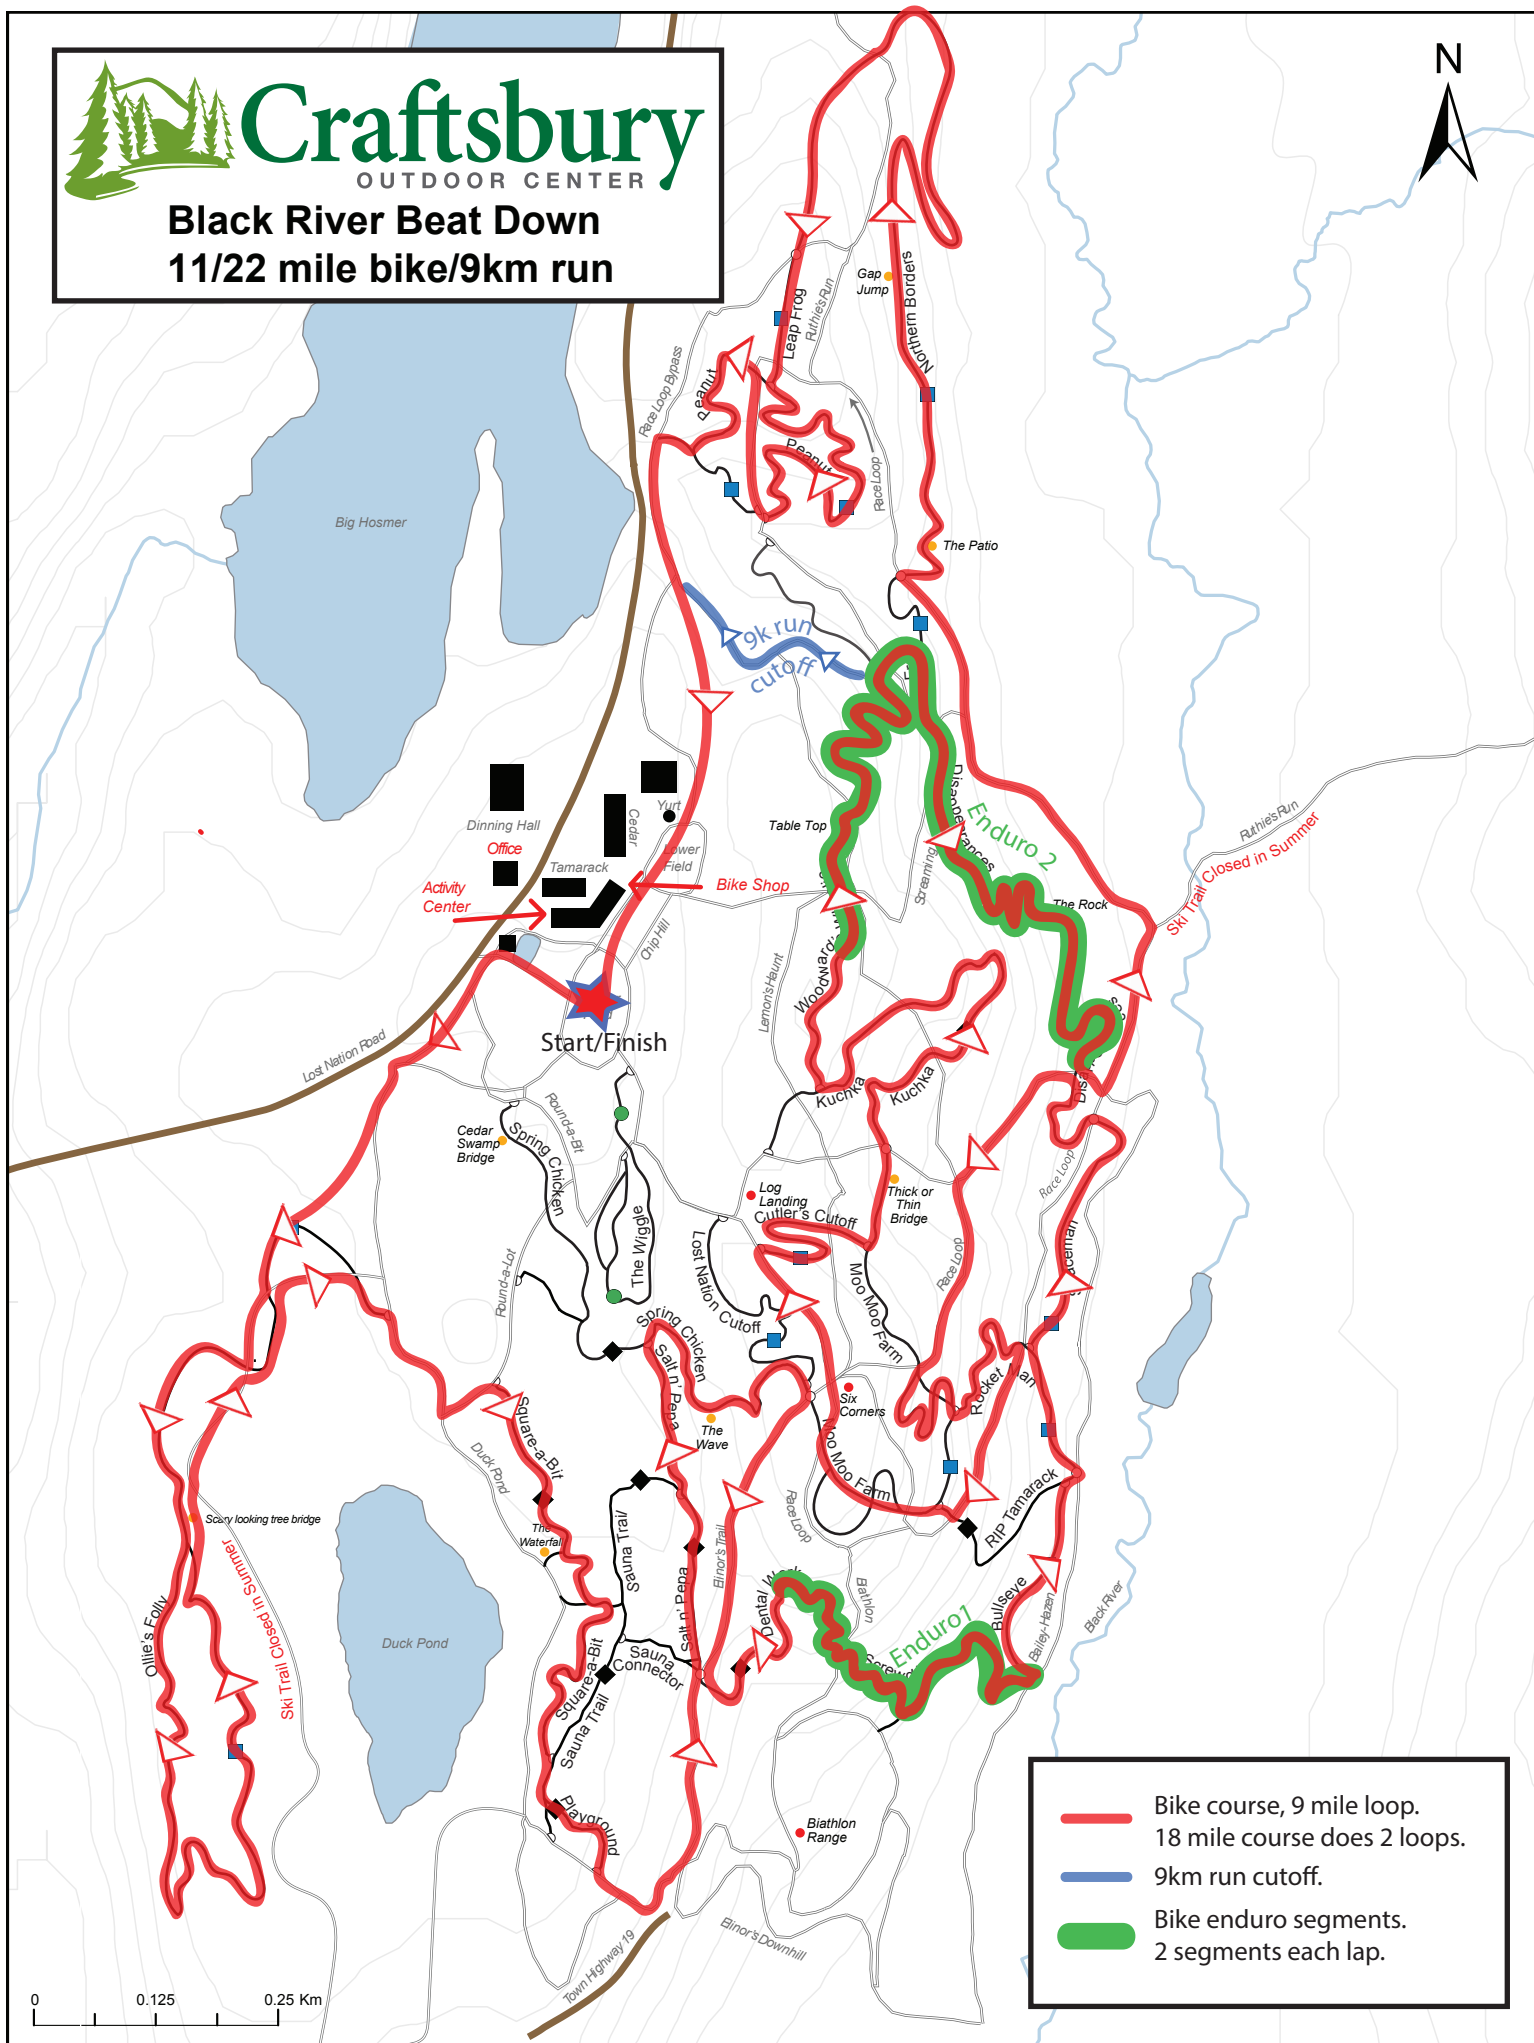 N
Craftsbury
OUTDOOR CENTER
Black River Beat Down
11/22 mile bike/9km run
Gap
Jump
Northern Borders
Leap Frog
Ruthie's Run
Race Loop Bypass
Peanut
Peanut
Race Loop
Big Hosmer
The Patio
9k run
cutoff
Disappearances
Enduro 2
Table Top
Screaming
The Rock
Ruthie's Run
Ski Trail Closed in Summer
Dinning Hall
Office
Tamarack
Cedar
Yurt
Lower
Field
Activity
Center
Bike Shop
Chip Hill
Lemon's Haunt
Start/Finish
Lost Nation Road
Kuchka
Kuchka
Race Loop
Cedar
Swamp
Bridge
Spring Chicken
Round-a-Bit
The Wiggle
Log
Landing
Cutler's Cutoff
Thick or
Thin
Bridge
Lost Nation Cutoff
Moo Moo Farm
Race Loop
Round-a-Lot
Spring Chicken
Salt n' Pepa
The
Wave
Six
Corners
Rocket Man
Moo Moo Farm
RIP Tamarack
Square-a-Bit
Duck Pond
The
Waterfall
Sauna Trail/
Elinor's Trail
Race Loop
Scary looking tree bridge
Ski Trail Closed in Summer
Ollie's Folly
Duck Pond
Salt n' Pepa
Sauna
Connector
Square-a-Bit
Sauna Trail
Playground
Biathlon
Enduro1
Bullseye
Bailey-Hazen
Black River
Biathlon
Range
Elinor's Downhill
Town Highway 19
Bike course, 9 mile loop.
18 mile course does 2 loops.
9km run cutoff.
Bike enduro segments.
2 segments each lap.
0 0.125 0.25 Km